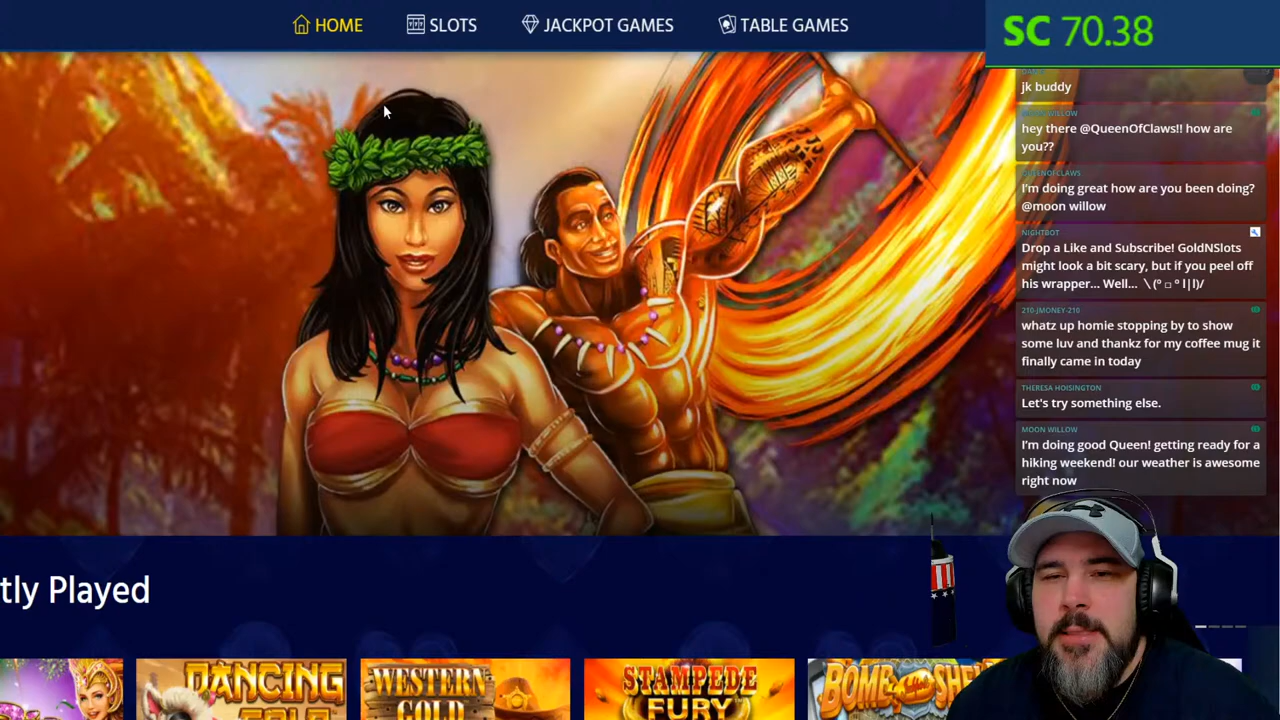 HOME
SLOTS
JACKPOT GAMES
TABLE GAMES
SC 70.38
jk buddy
hey there @QueenOfClaws!! how are
you??
QUEENOFCLAWS
I'm doing great how are you been doing?
@moon willow
NIGHTBOT
Drop a Like and Subscribe! GoldNSlots
might look a bit scary, but if you peel off
his wrapper... Well... ∖(º □ º l|l)/
210-JMONEY-210
whatz up homie stopping by to show
some luv and thankz for my coffee mug it
finally came in today
THERESA HOISINGTON
Let's try something else.
MOON WILLOW
I'm doing good Queen! getting ready for a
hiking weekend! our weather is awesome
right now
tly Played
DANCING
GOLD
WESTERN
GOLD
STAMPEDE
FURY